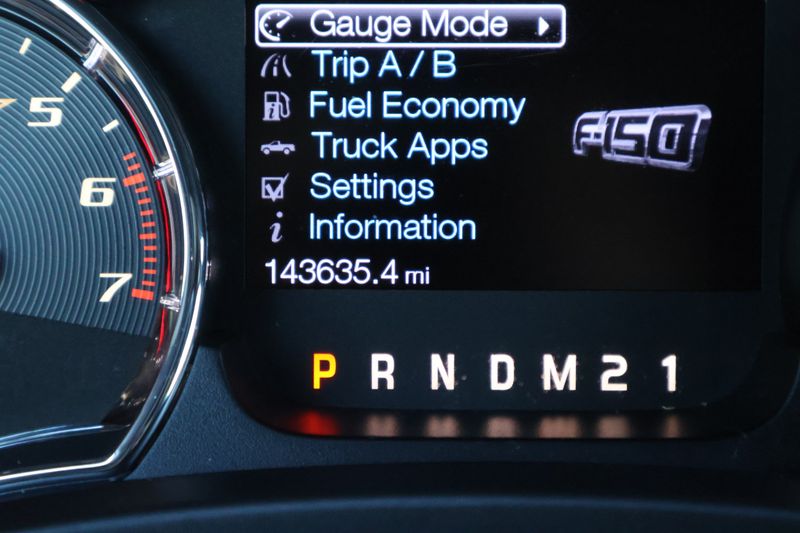 5
6
7
Gauge Mode
Trip A / B
Fuel Economy
Truck Apps
Settings
Information
143635.4 mi
F-150
P R N D M 2 1